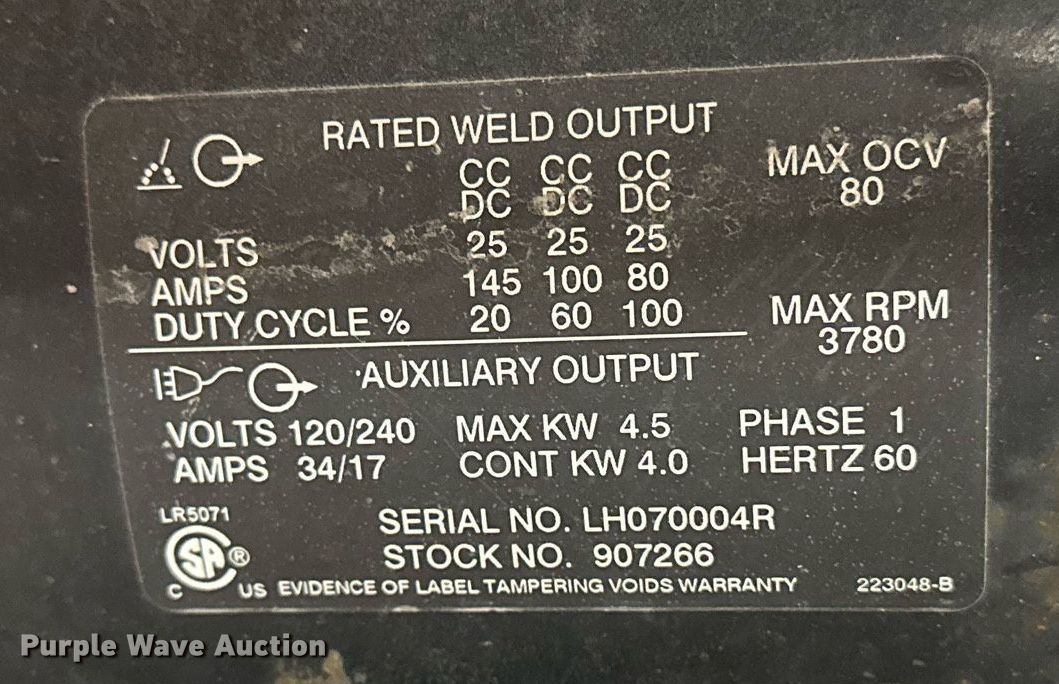 RATED WELD OUTPUT
CC CC CC
DC DC DC
MAX OCV
80
VOLTS 25 25 25
AMPS 145 100 80
DUTY CYCLE % 20 60 100
MAX RPM
3780
AUXILIARY OUTPUT
VOLTS 120/240 MAX KW 4.5 PHASE 1
AMPS 34/17 CONT KW 4.0 HERTZ 60
LR5071
SERIAL NO. LH070004R
STOCK NO. 907266
SA ®
C US EVIDENCE OF LABEL TAMPERING VOIDS WARRANTY 223048-B
Purple Wave Auction